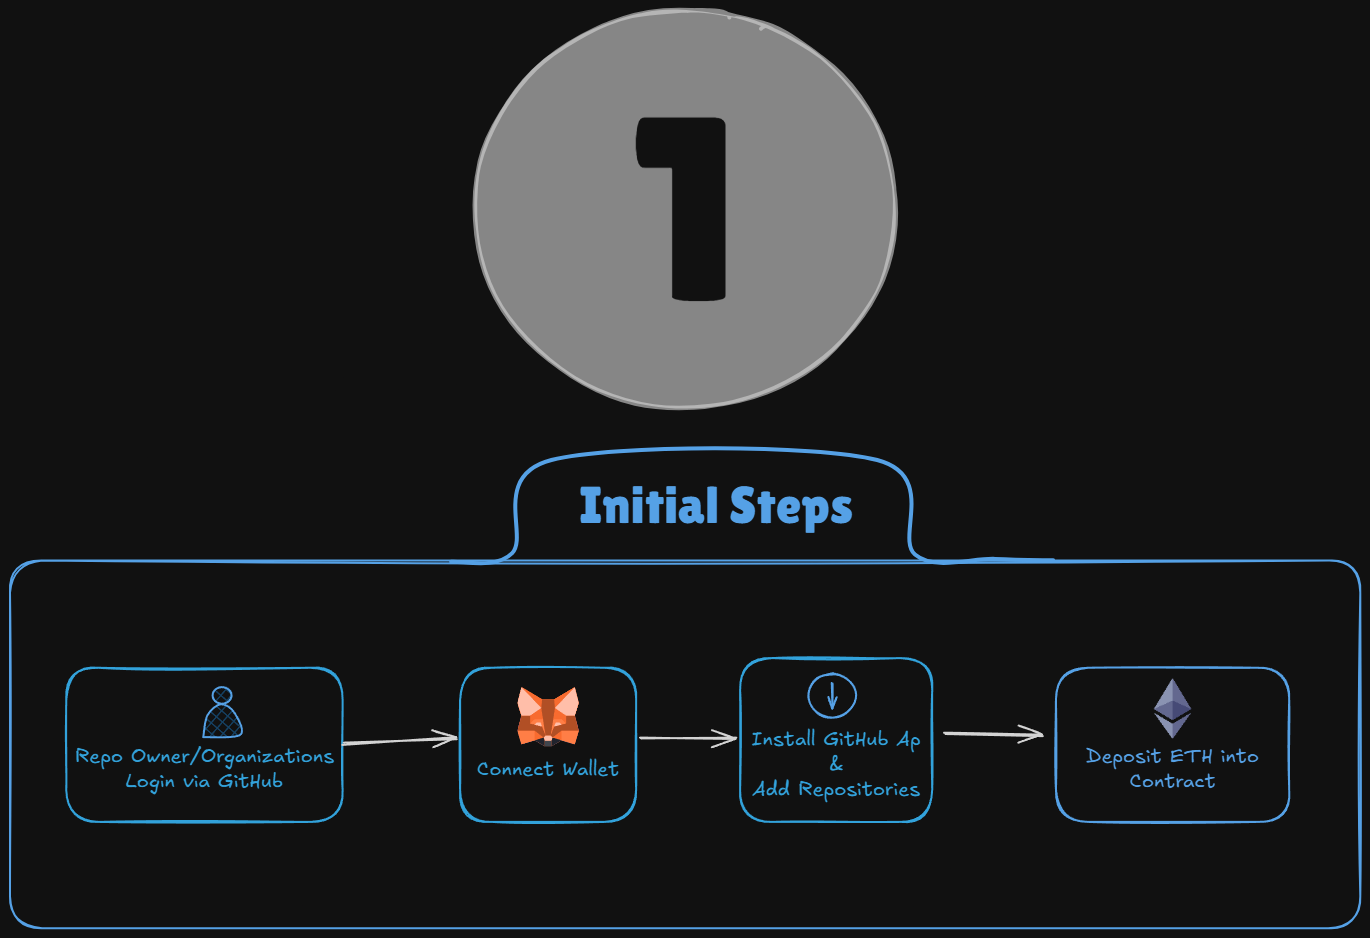 1
Initial Steps
Repo Owner/Organizations
Login via GitHub
Connect Wallet
Install GitHub Ap
&
Add Repositories
Deposit ETH into
Contract